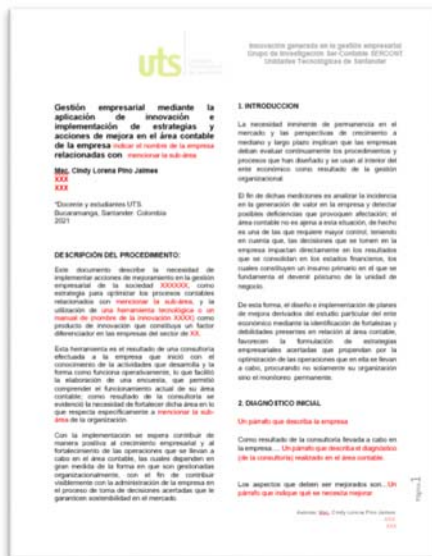 Innovación generada en la gestión empresarial
Grupo de Investigación Ser-Contable SERCONT
Unidades Tecnológicas de Santander
uts
Gestión empresarial mediante la
aplicación de innovación e
implementación de estrategias y
acciones de mejora en el área contable
de la empresa indicar el nombre de la empresa
relacionadas con mencionar la sub-área
Msc. Cindy Lorena Pino Jaimes
XXX
XXX
*Docente y estudiantes UTS.
Bucaramanga, Santander. Colombia
2021
DESCRIPCIÓN DEL PROCEDIMIENTO:
Este documento describe la necesidad de
implementar acciones de mejoramiento en la gestión
empresarial de la sociedad XXXXXX, como
estrategia para optimizar los procesos contables
relacionados con mencionar la sub-área, y la
utilización de una herramienta tecnológica o un
manual de (nombre de la innovación XXXX) como
producto de innovación que constituya un factor
diferenciador en las empresas del sector de XX.
Esta herramienta es el resultado de una consultoría
efectuada a la empresa que inició con el
conocimiento de la actividades que desarrolla y la
forma como funciona operativamente, lo que facilitó
la elaboración de una encuesta, que permitió
comprender el funcionamiento actual de su área
contable; como resultado de la consultoría se
evidenció la necesidad de fortalecer dicha área en lo
que respecta específicamente a mencionar la sub-
área de la organización.
Con la implementación se espera contribuir de
manera positiva al crecimiento empresarial y al
fortalecimiento de las operaciones que se llevan a
cabo en el área contable, las cuales dependen en
gran medida de la forma en que son gestionadas
organizacionalmente, con el fin de contribuir
visiblemente con la administración de la empresa en
el proceso de toma de decisiones acertadas que le
garanticen sostenibilidad en el mercado.
1. INTRODUCCION
La necesidad inminente de permanencia en el
mercado y las perspectivas de crecimiento a
mediano y largo plazo implican que las empresas
deban evaluar continuamente los procedimientos y
procesos que han diseñado y se usan al interior del
ente económico como resultado de la gestión
organizacional.
El fin de dichas mediciones es analizar la incidencia
en la generación de valor en la empresa y detectar
posibles deficiencias que provoquen afectación; el
área contable no es ajena a esta situación, de hecho
es una de las que requiere mayor control, teniendo
en cuenta que, las decisiones que se tomen en la
empresa impactan directamente en los resultados
que se consolidan en los estados financieros, los
cuales constituyen un insumo primario en el que se
fundamenta el devenir próximo de la unidad de
negocio.
De esta forma, el diseño e implementación de planes
de mejora derivados del estudio particular del ente
económico mediante la identificación de fortalezas y
debilidades presentes en relación al área contable,
favorecen la formulación de estrategias
empresariales acertadas que propendan por la
optimización de las operaciones que en ella se llevan
a cabo, procurando no solamente su organización
sino el monitoreo permanente.
2. DIAGNÓSTICO INICIAL
Un párrafo que describa la empresa
Como resultado de la consultoría llevada a cabo en
la empresa.... Un párrafo que describa el diagnóstico
(de la consultoría) realizado en el área contable.
Los aspectos que deben ser mejorados son...Un
párrafo que indique qué se necesita mejorar.
Página 1
Autores: Msc. Cindy Lorena Pino Jaimes
XXX
XXX